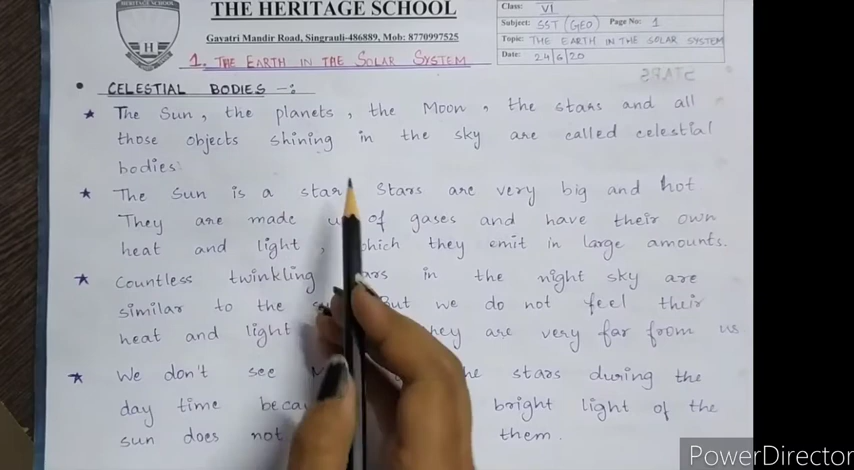 THE HERITAGE SCHOOL
Gayatri Mandir Road, Singrauli-486889, Mob: 8770997525
Class: VI
Subject: SST (GEO) Page No: 1
Topic: THE EARTH IN THE SOLAR SYSTEM
Date: 24/6/20
H
1. THE EARTH IN THE SOLAR SYSTEM
STARS
• CELESTIAL BODIES -:
★ The Sun, the planets, the Moon, the stars and all
those objects shining in the sky are called celestial
bodies.
★ The Sun is a star Stars are very big and hot
They are made of gases and have their own
heat and light, which they emit in large amounts.
★ Countless twinkling in the night sky are
similar to the But we do not feel their
heat and light they are very far from us
★ We don't see the stars during the
day time bright light of the
sun does not them.
PowerDirector